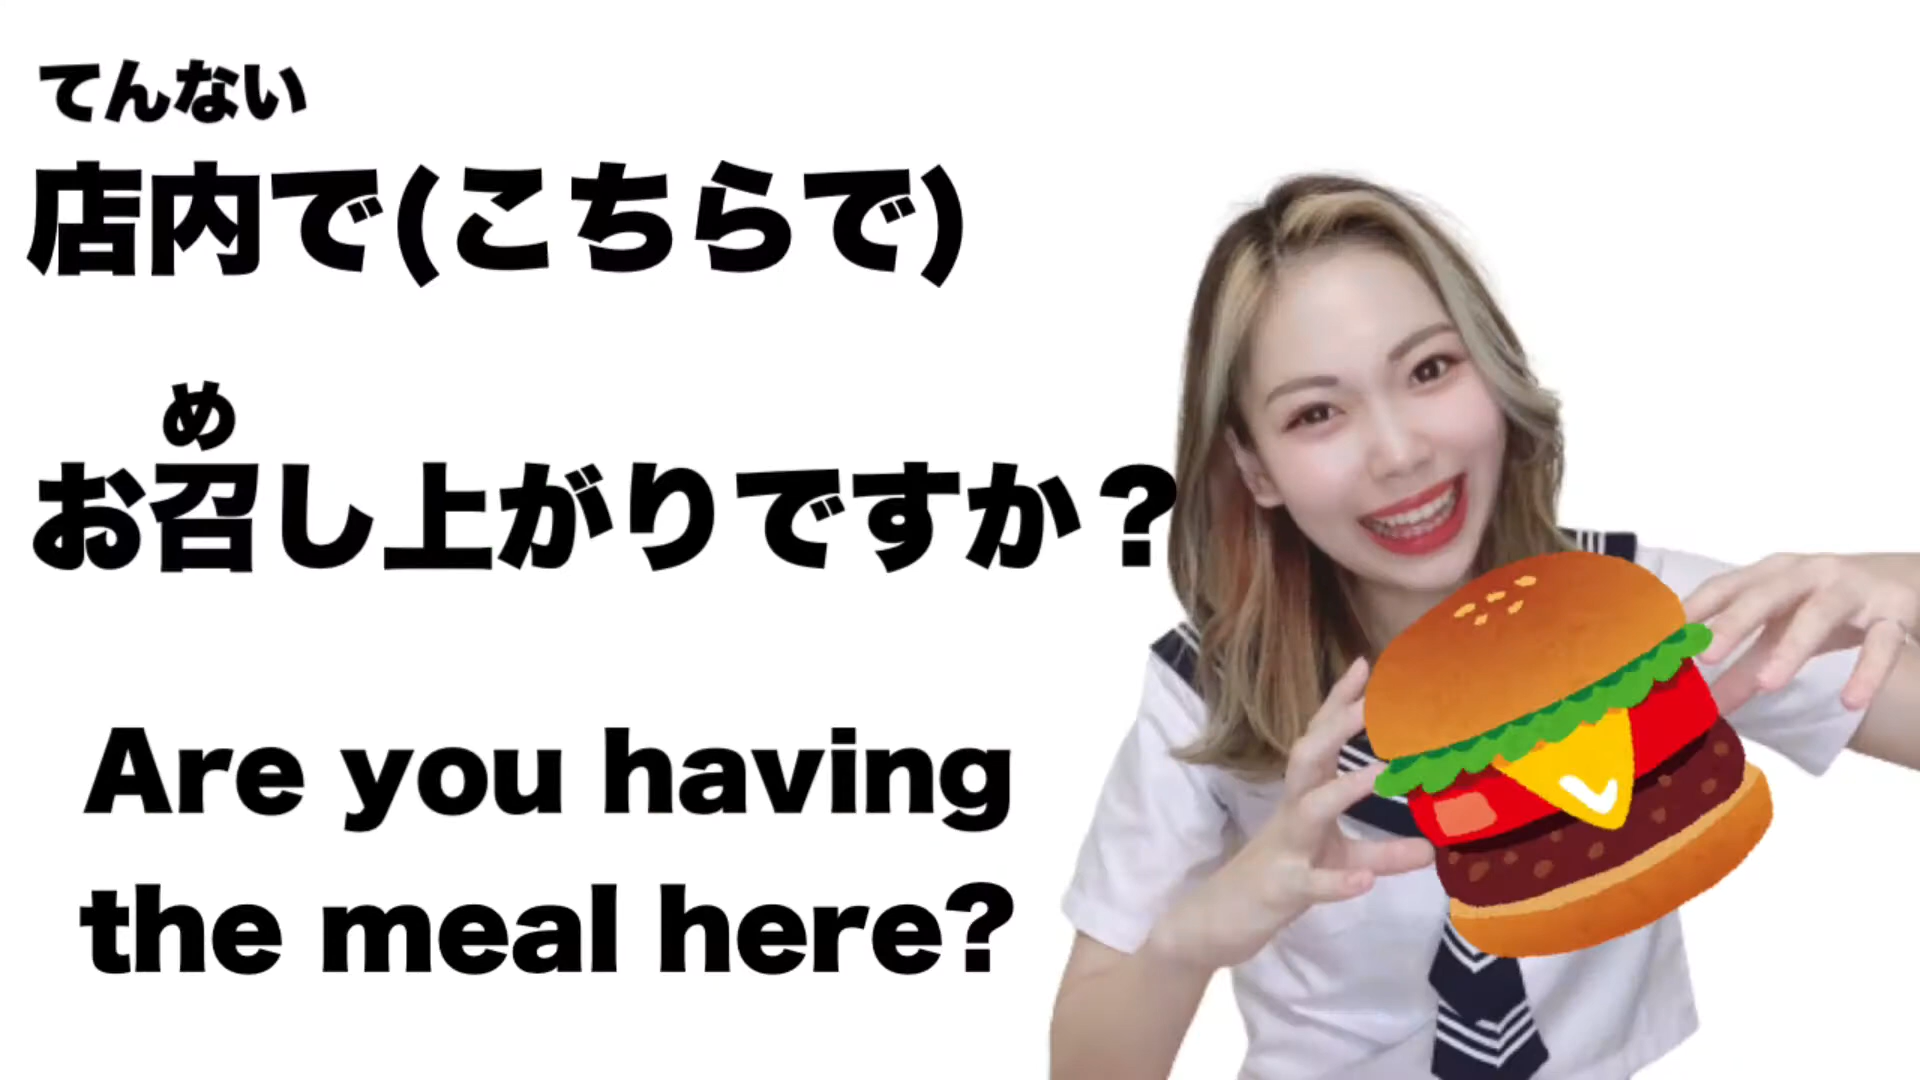 てんない
店内で(こちらで)
め
お召し上がりですか？
Are you having
the meal here?